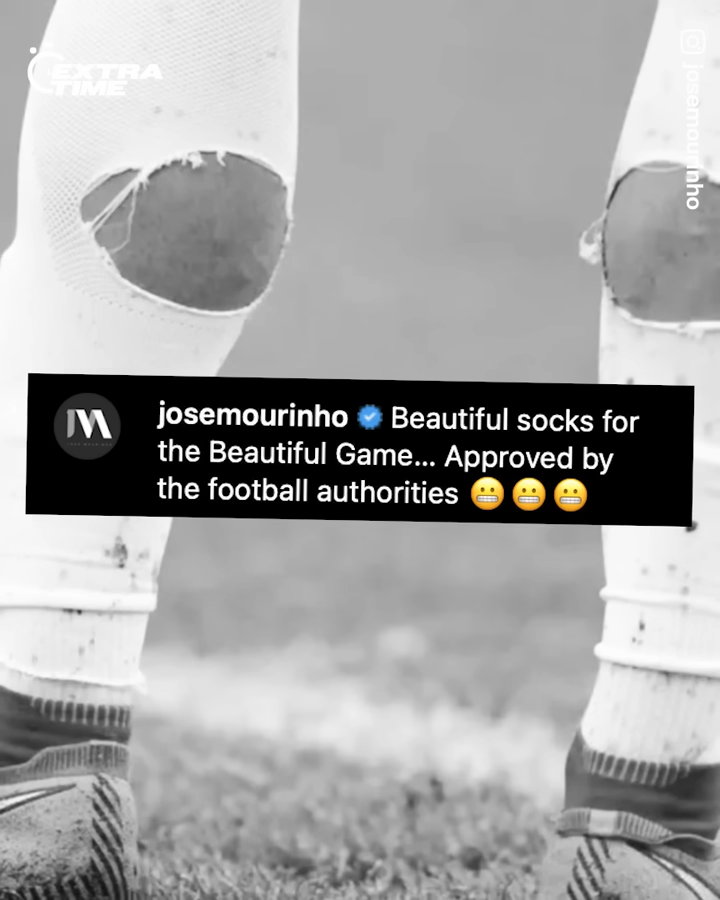 EXTRA
TIME
josemourinho
josemourinho Beautiful socks for
the Beautiful Game... Approved by
the football authorities 😬😬😬